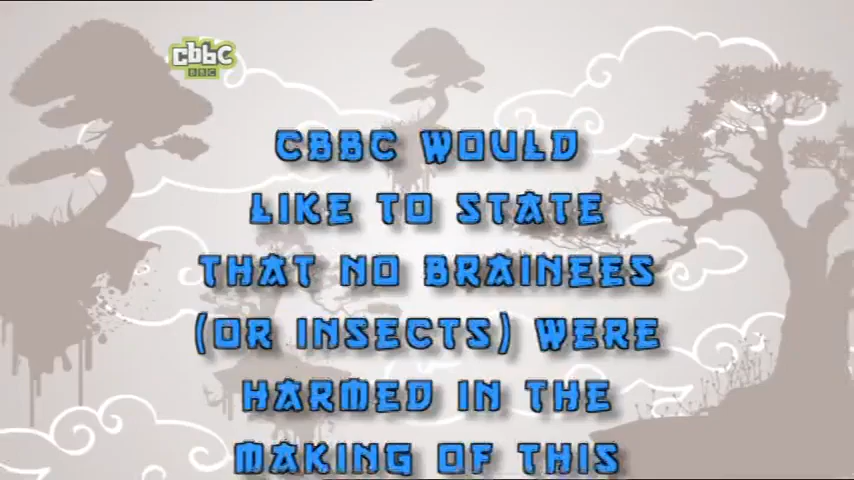 cbbc
BBC
CBBC WOULD
LIKE TO STATE
THAT NO BRAINEES
(OR INSECTS) WERE
HARMED IN THE
MAKING OF THIS